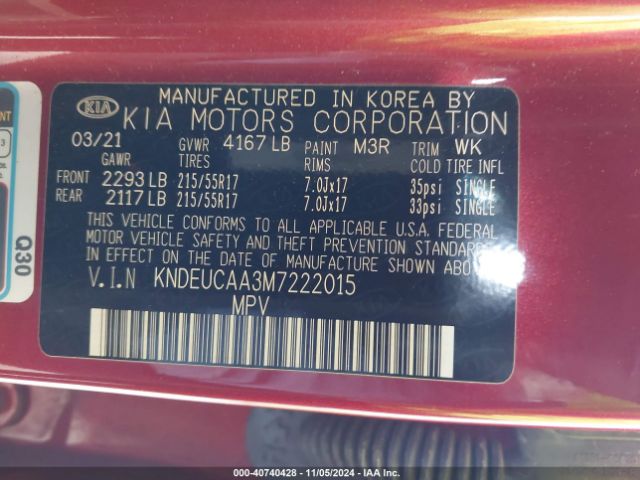 MANUFACTURED IN KOREA BY
KIA KIA MOTORS CORPORATION
03/21 GVWR 4167 LB PAINT M3R TRIM WK
GAWR TIRES RIMS COLD TIRE INFL
FRONT 2293 LB 215/55R17 7.0Jx17 35psi SINGLE
REAR 2117 LB 215/55R17 7.0Jx17 33psi SINGLE
THIS VEHICLE CONFORMS TO ALL APPLICABLE U.S.A. FEDERAL
MOTOR VEHICLE SAFETY AND THEFT PREVENTION
STANDARDS IN EFFECT ON THE DATE OF MANUFACTURE SHOWN ABOVE
V.I.N KNDEUCAA3M7222015
MPV
Q30
000-40740428 - 11/05/2024 - IAA Inc.